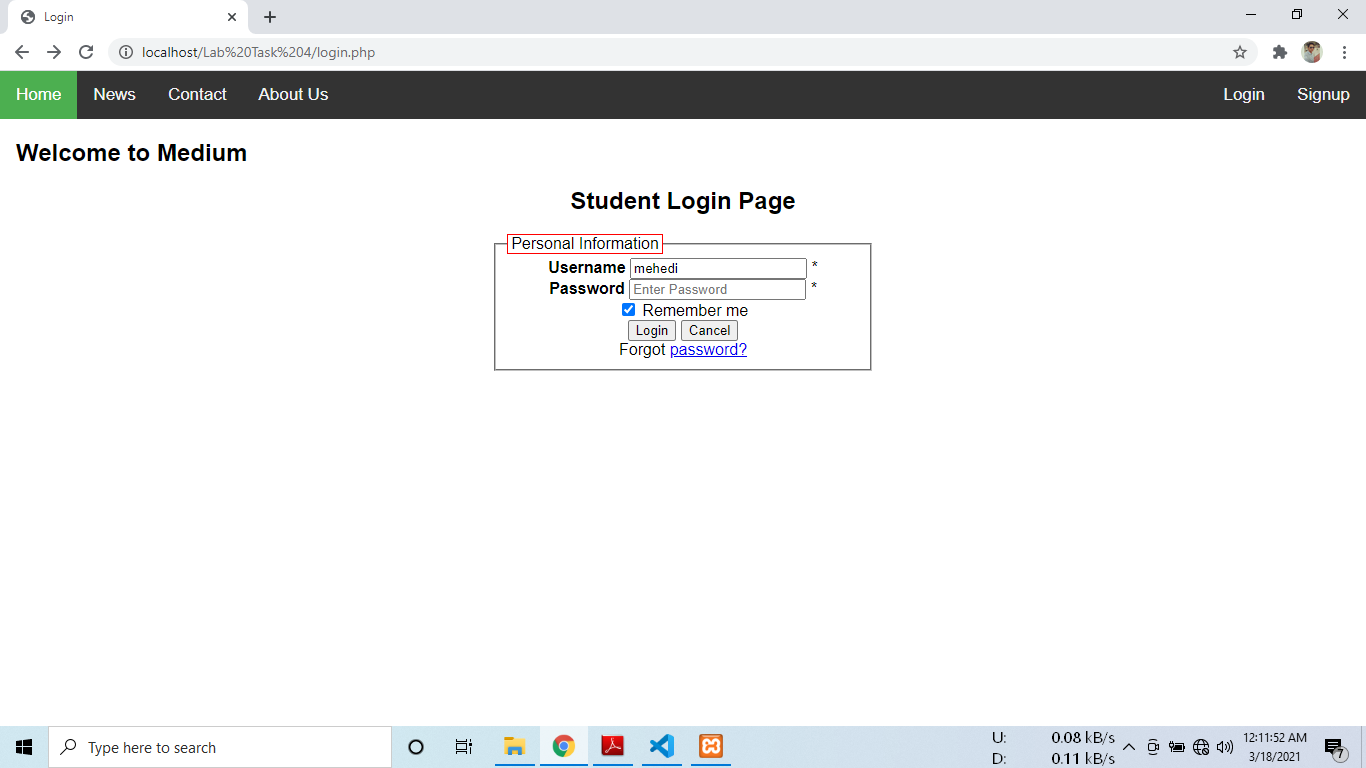 Login
localhost/Lab%20Task%204/login.php
Home News Contact About Us Login Signup
Welcome to Medium
Student Login Page
Personal Information
Username mehedi *
Password Enter Password *
Remember me
Login Cancel
Forgot password?
Type here to search
U: 0.08 kB/s
D: 0.11 kB/s
12:11:52 AM
3/18/2021
7